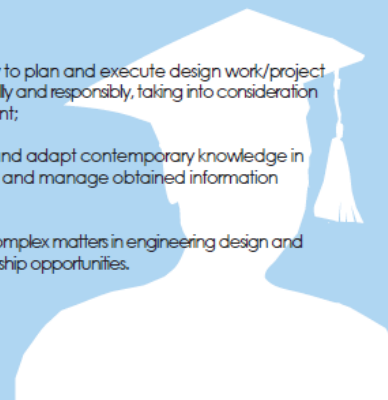 to plan and execute design work/project
lly and responsibly, taking into consideration
nt;
nd adapt contemporary knowledge in
and manage obtained information
omplex matters in engineering design and
ship opportunities.